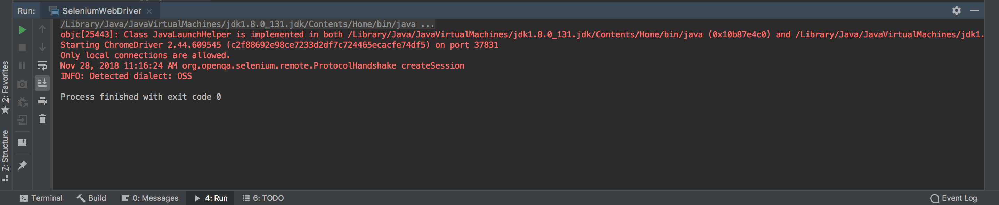 Run: SeleniumWebDriver
/Library/Java/JavaVirtualMachines/jdk1.8.0_131.jdk/Contents/Home/bin/java ...
objc[25443]: Class JavaLaunchHelper is implemented in both /Library/Java/JavaVirtualMachines/jdk1.8.0_131.jdk/Contents/Home/bin/java (0x10b87e4c0) and /Library/Java/JavaVirtualMachines/jdk1.
Starting ChromeDriver 2.44.609545 (c2f88692e98ce7233d2df7c724465ecacfe74df5) on port 37831
Only local connections are allowed.
Nov 28, 2018 11:16:24 AM org.openqa.selenium.remote.ProtocolHandshake createSession
INFO: Detected dialect: OSS
Process finished with exit code 0
2: Favorites
7: Structure
Terminal Build 0: Messages 4: Run 6: TODO Event Log